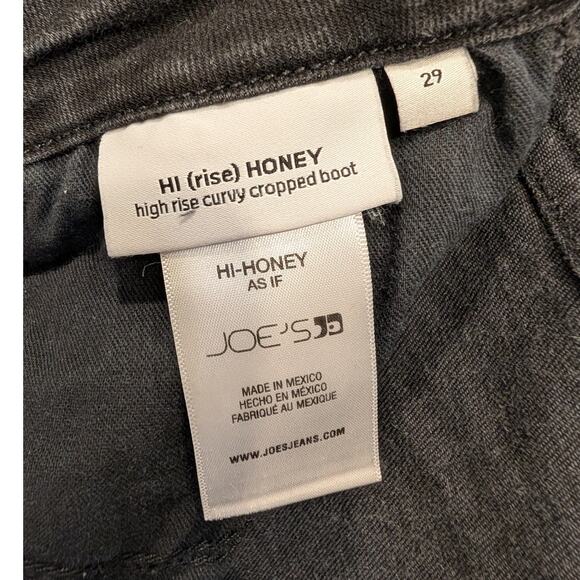 29
HI (rise) HONEY
high rise curvy cropped boot
HI-HONEY
AS IF
JOE'S
MADE IN MEXICO
HECHO EN MÉXICO
FABRIQUÉ AU MEXIQUE
WWW.JOESJEANS.COM